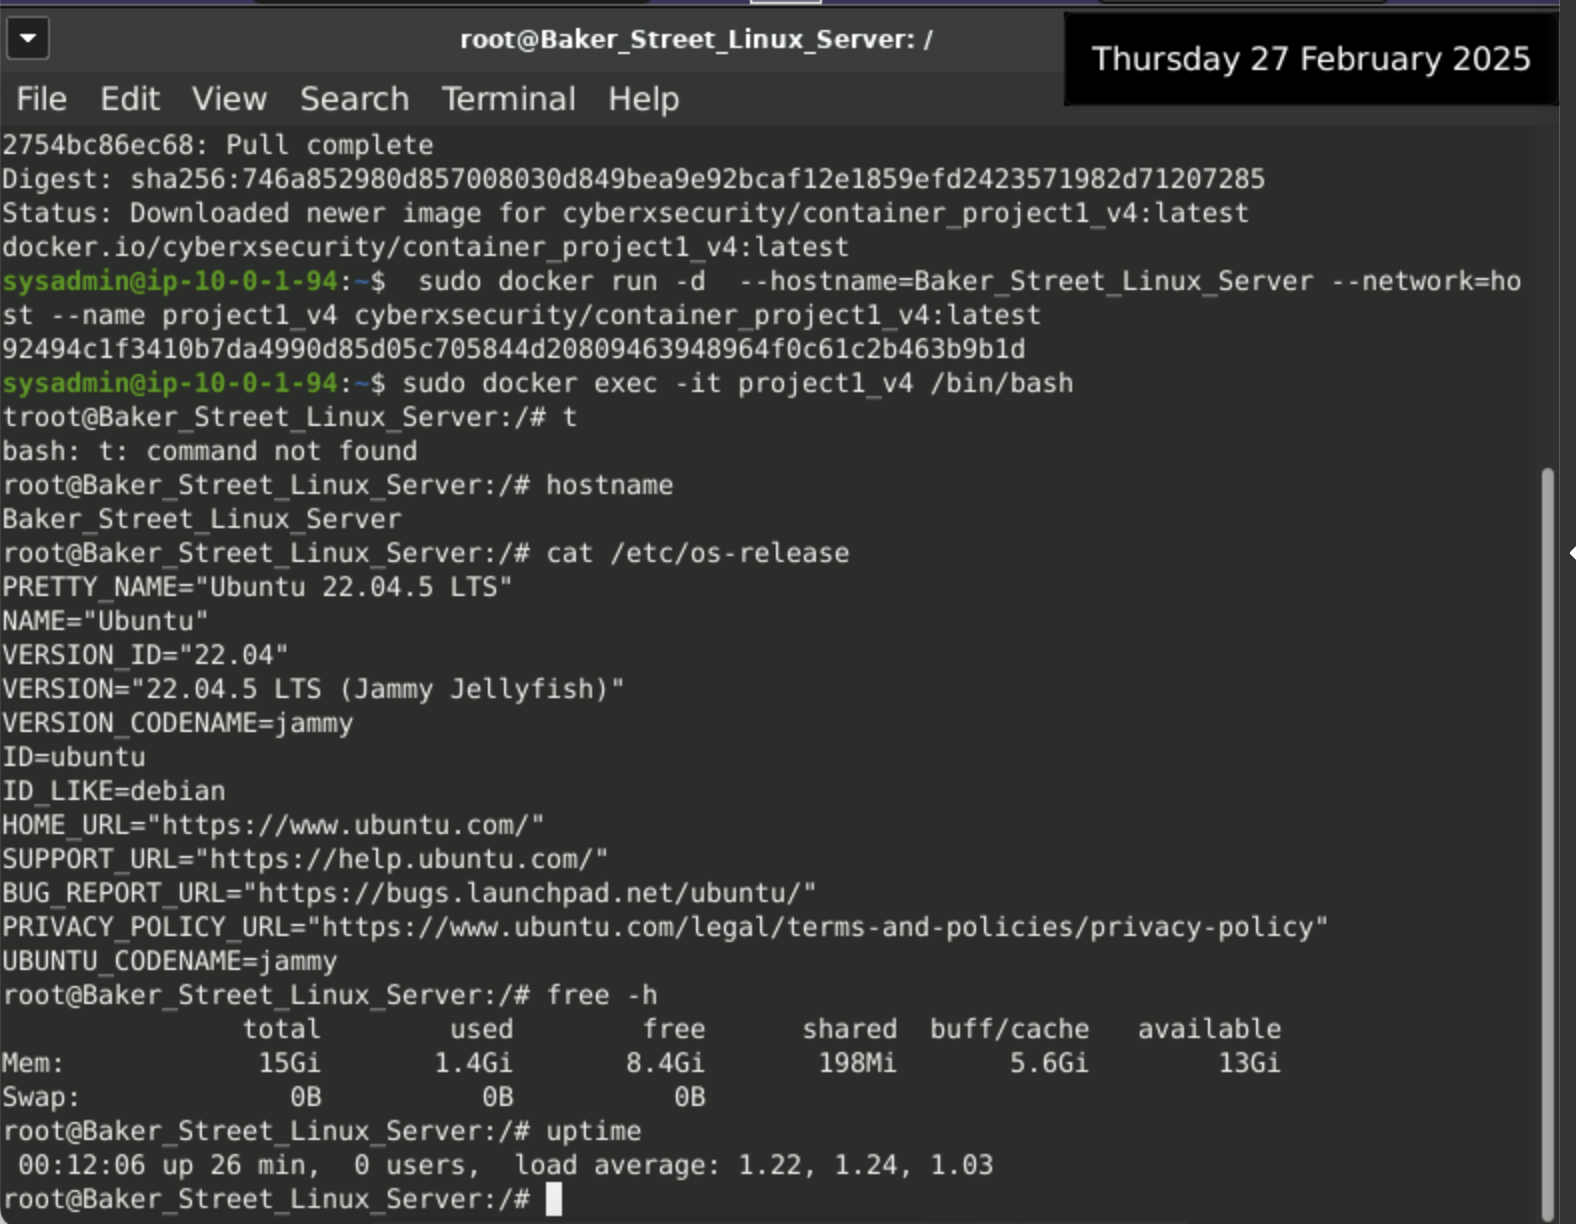 root@Baker_Street_Linux_Server: /
Thursday 27 February 2025
File Edit View Search Terminal Help
2754bc86ec68: Pull complete
Digest: sha256:746a852980d857008030d849bea9e92bcaf12e1859efd2423571982d71207285
Status: Downloaded newer image for cyberxsecurity/container_project1_v4:latest
docker.io/cyberxsecurity/container_project1_v4:latest
sysadmin@ip-10-0-1-94:~$  sudo docker run -d  --hostname=Baker_Street_Linux_Server --network=ho
st --name project1_v4 cyberxsecurity/container_project1_v4:latest
92494c1f3410b7da4990d85d05c705844d20809463948964f0c61c2b463b9b1d
sysadmin@ip-10-0-1-94:~$ sudo docker exec -it project1_v4 /bin/bash
troot@Baker_Street_Linux_Server:/# t
bash: t: command not found
root@Baker_Street_Linux_Server:/# hostname
Baker_Street_Linux_Server
root@Baker_Street_Linux_Server:/# cat /etc/os-release
PRETTY_NAME="Ubuntu 22.04.5 LTS"
NAME="Ubuntu"
VERSION_ID="22.04"
VERSION="22.04.5 LTS (Jammy Jellyfish)"
VERSION_CODENAME=jammy
ID=ubuntu
ID_LIKE=debian
HOME_URL="https://www.ubuntu.com/"
SUPPORT_URL="https://help.ubuntu.com/"
BUG_REPORT_URL="https://bugs.launchpad.net/ubuntu/"
PRIVACY_POLICY_URL="https://www.ubuntu.com/legal/terms-and-policies/privacy-policy"
UBUNTU_CODENAME=jammy
root@Baker_Street_Linux_Server:/# free -h
               total        used        free      shared  buff/cache   available
Mem:            15Gi       1.4Gi       8.4Gi       198Mi       5.6Gi        13Gi
Swap:             0B          0B          0B
root@Baker_Street_Linux_Server:/# uptime
 00:12:06 up 26 min,  0 users,  load average: 1.22, 1.24, 1.03
root@Baker_Street_Linux_Server:/#